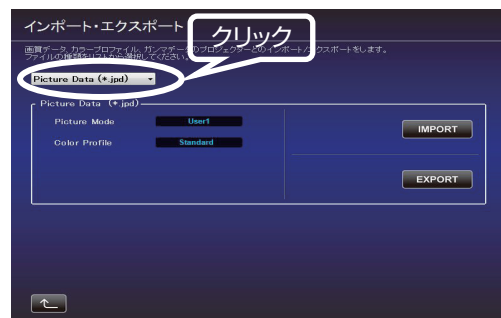 インポート・エクスポート
クリック
画質データ、カラープロファイル、ガンマデータのプロジェクターとのインポート/エクスポートをします。
ファイルの種類をリストから選択してください。
Picture Data (*.jpd)
Picture Data (*.jpd)
Picture Mode
User1
IMPORT
Color Profile
Standard
EXPORT